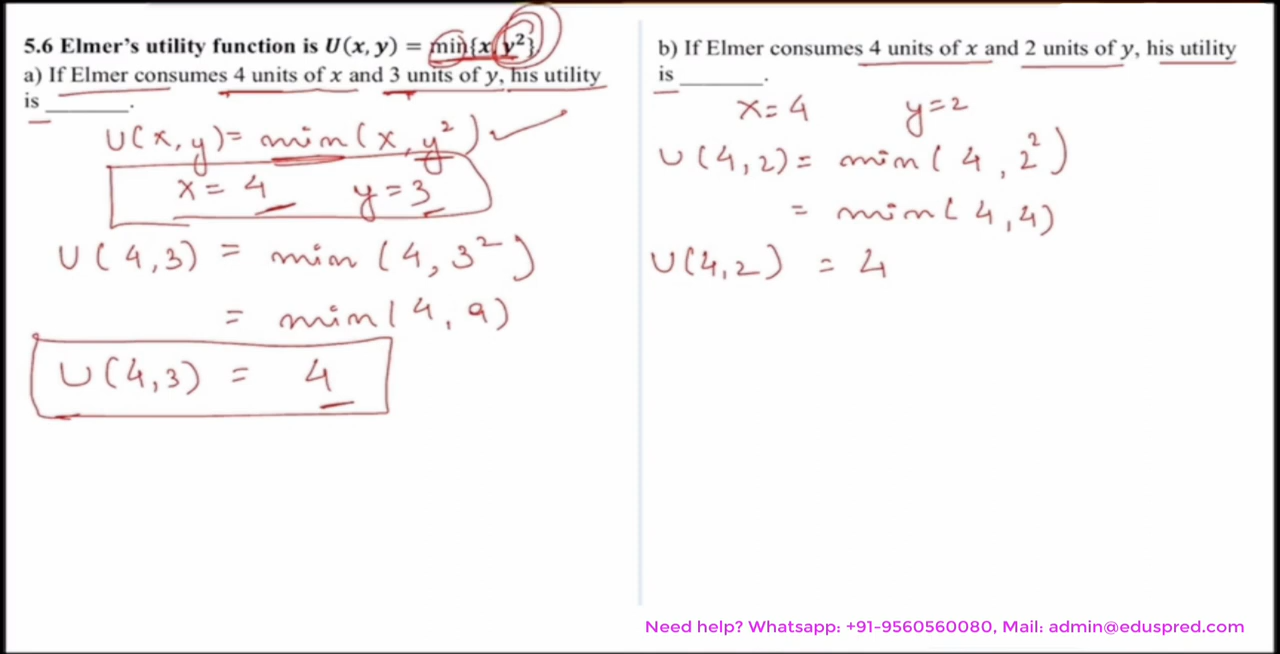 5.6 Elmer's utility function is U(x, y) = min{x, y²}.
a) If Elmer consumes 4 units of x and 3 units of y, his utility
is ________.
U(x, y) = min(x, y²)
x = 4 y = 3
U(4, 3) = min(4, 3²)
= min(4, 9)
U(4, 3) = 4
b) If Elmer consumes 4 units of x and 2 units of y, his utility
is ________.
x = 4 y = 2
U(4, 2) = min(4, 2²)
= min(4, 4)
U(4, 2) = 4
Need help? Whatsapp: +91-9560560080, Mail: admin@eduspred.com